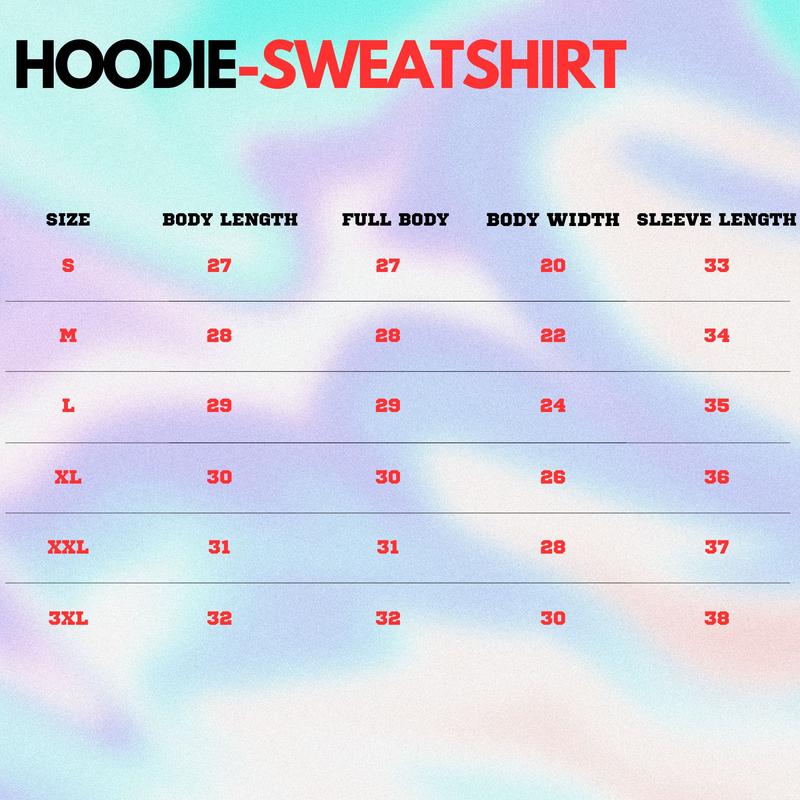 HOODIE-SWEATSHIRT
SIZE BODY LENGTH FULL BODY BODY WIDTH SLEEVE LENGTH
S 27 27 20 33
M 28 28 22 34
L 29 29 24 35
XL 30 30 26 36
XXL 31 31 28 37
3XL 32 32 30 38